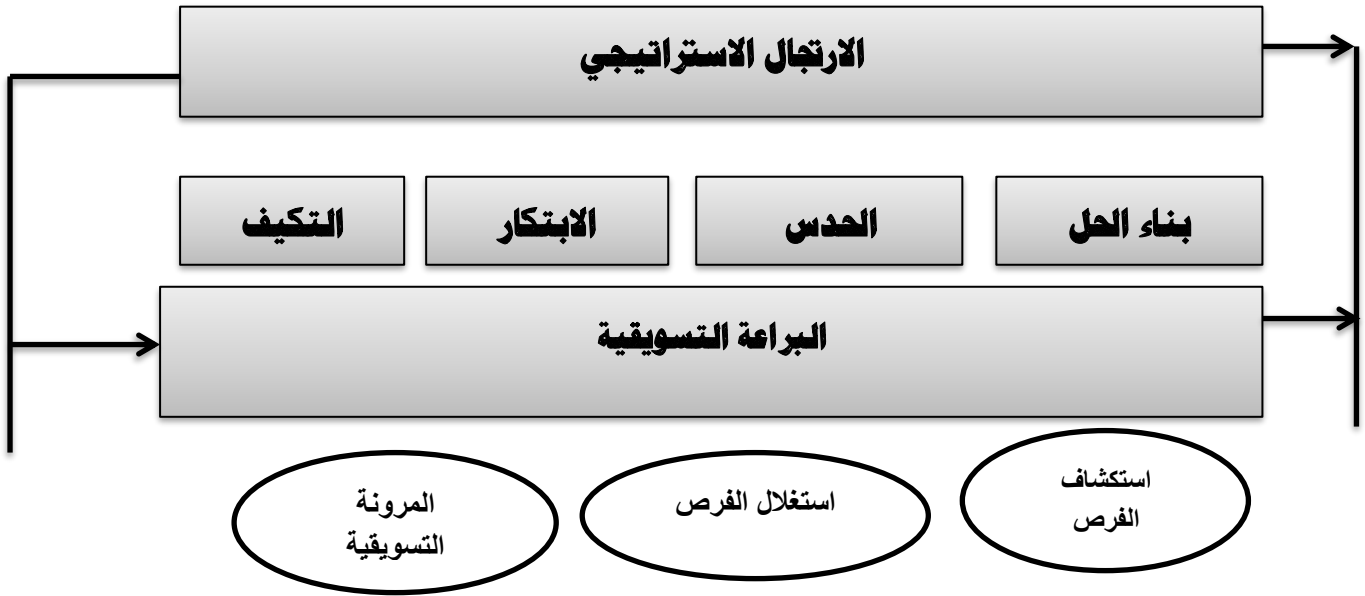 الارتجال الاستراتيجي
بناء الحل
الحدس
الابتكار
التكيف
البراعة التسويقية
استكشاف
الفرص
استغلال الفرص
المرونة
التسويقية